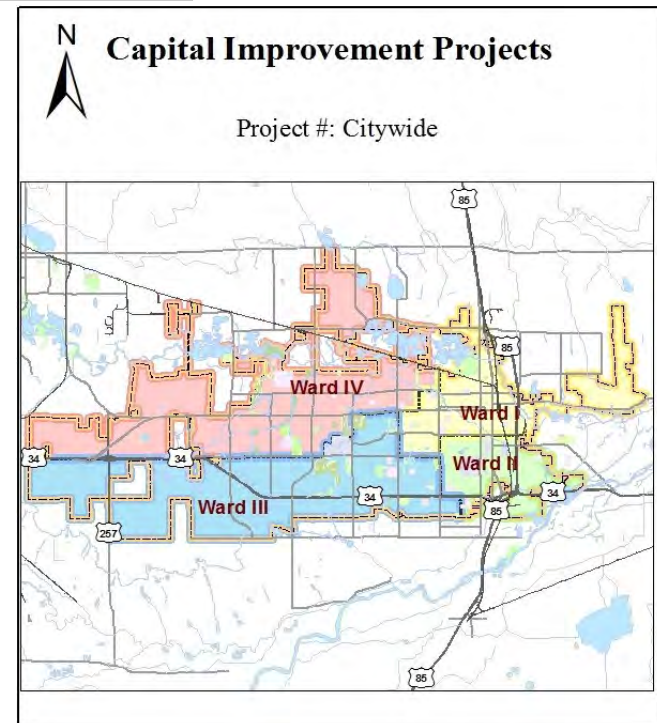 N
Capital Improvement Projects
Project #: Citywide
85
85
Ward IV
Ward I
34
34
Ward II
34
34
Ward III
85
257
85